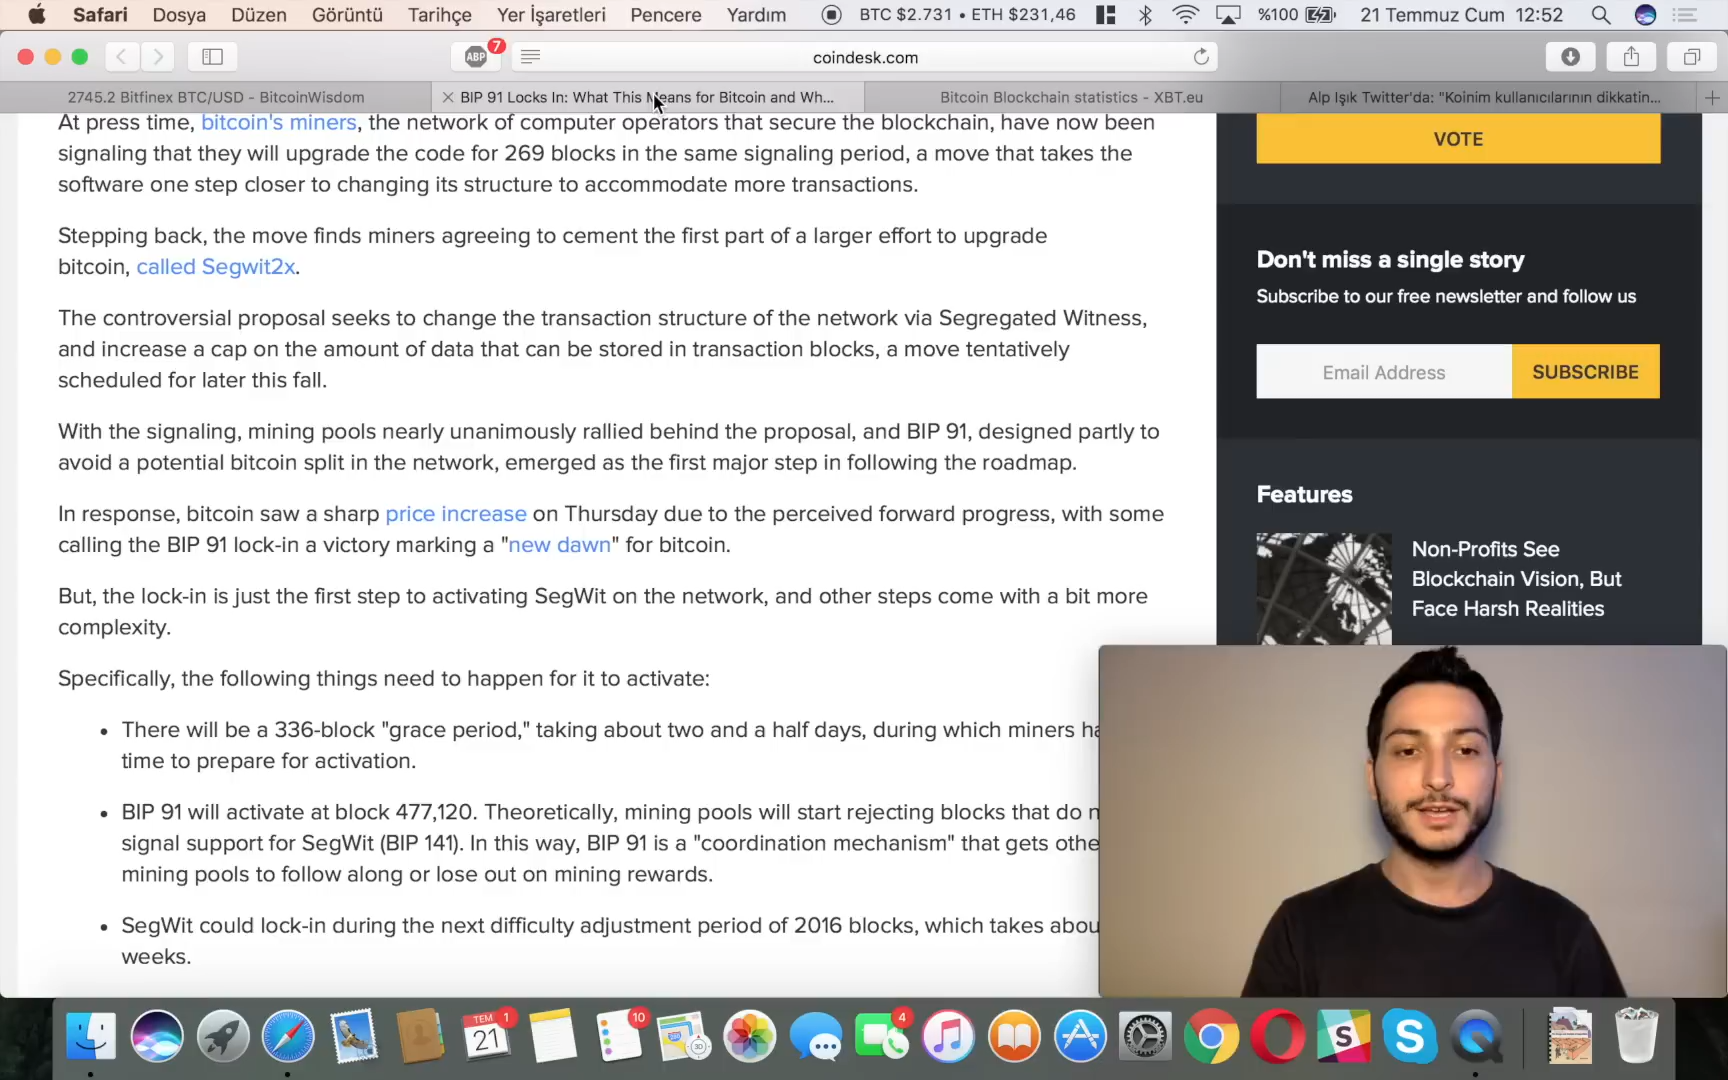 Safari Dosya Düzen Görüntü Tarihçe Yer İşaretleri Pencere Yardım BTC $2.731 • ETH $231,46 %100 21 Temmuz Cum 12:52
ABP 7 coindesk.com
2745.2 Bitfinex BTC/USD - BitcoinWisdom
BIP 91 Locks In: What This Means for Bitcoin and Wh...
Bitcoin Blockchain statistics - XBT.eu
Alp Işık Twitter'da: "Koinim kullanıcılarının dikkatin...
At press time, bitcoin's miners, the network of computer operators that secure the blockchain, have now been
signaling that they will upgrade the code for 269 blocks in the same signaling period, a move that takes the
software one step closer to changing its structure to accommodate more transactions.
Stepping back, the move finds miners agreeing to cement the first part of a larger effort to upgrade
bitcoin, called Segwit2x.
The controversial proposal seeks to change the transaction structure of the network via Segregated Witness,
and increase a cap on the amount of data that can be stored in transaction blocks, a move tentatively
scheduled for later this fall.
With the signaling, mining pools nearly unanimously rallied behind the proposal, and BIP 91, designed partly to
avoid a potential bitcoin split in the network, emerged as the first major step in following the roadmap.
In response, bitcoin saw a sharp price increase on Thursday due to the perceived forward progress, with some
calling the BIP 91 lock-in a victory marking a "new dawn" for bitcoin.
But, the lock-in is just the first step to activating SegWit on the network, and other steps come with a bit more
complexity.
Specifically, the following things need to happen for it to activate:
• There will be a 336-block "grace period," taking about two and a half days, during which miners ha
time to prepare for activation.
• BIP 91 will activate at block 477,120. Theoretically, mining pools will start rejecting blocks that do n
signal support for SegWit (BIP 141). In this way, BIP 91 is a "coordination mechanism" that gets othe
mining pools to follow along or lose out on mining rewards.
• SegWit could lock-in during the next difficulty adjustment period of 2016 blocks, which takes abou
weeks.
VOTE
Don't miss a single story
Subscribe to our free newsletter and follow us
Email Address SUBSCRIBE
Features
Non-Profits See
Blockchain Vision, But
Face Harsh Realities
TEM 21 1 10 3D 4